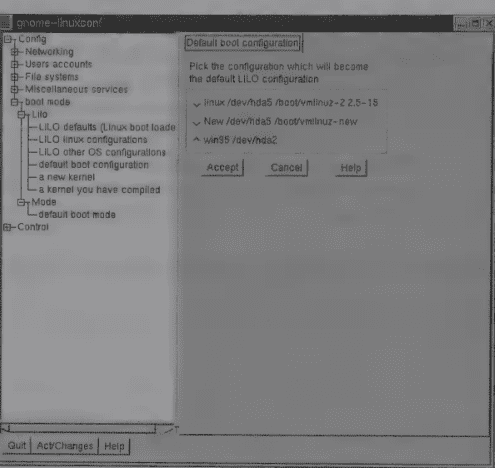 gnome-linuxconf
Config
Networking
Users accounts
File systems
Miscellaneous services
boot mode
Lilo
LILO defaults (Linux boot loade
LILO linux configurations
LILO other OS configurations
default boot configuration
a new kernel
a kernel you have compiled
Mode
default boot mode
Control
Quit
Act/Changes
Help
Default boot configuration
Pick the configuration which will become
the default LILO configuration
linux /dev/hda5 /boot/vmlinuz-2.2.5-15
New /dev/hda5 /boot/vmlinuz-new
win95 /dev/hda2
Accept
Cancel
Help